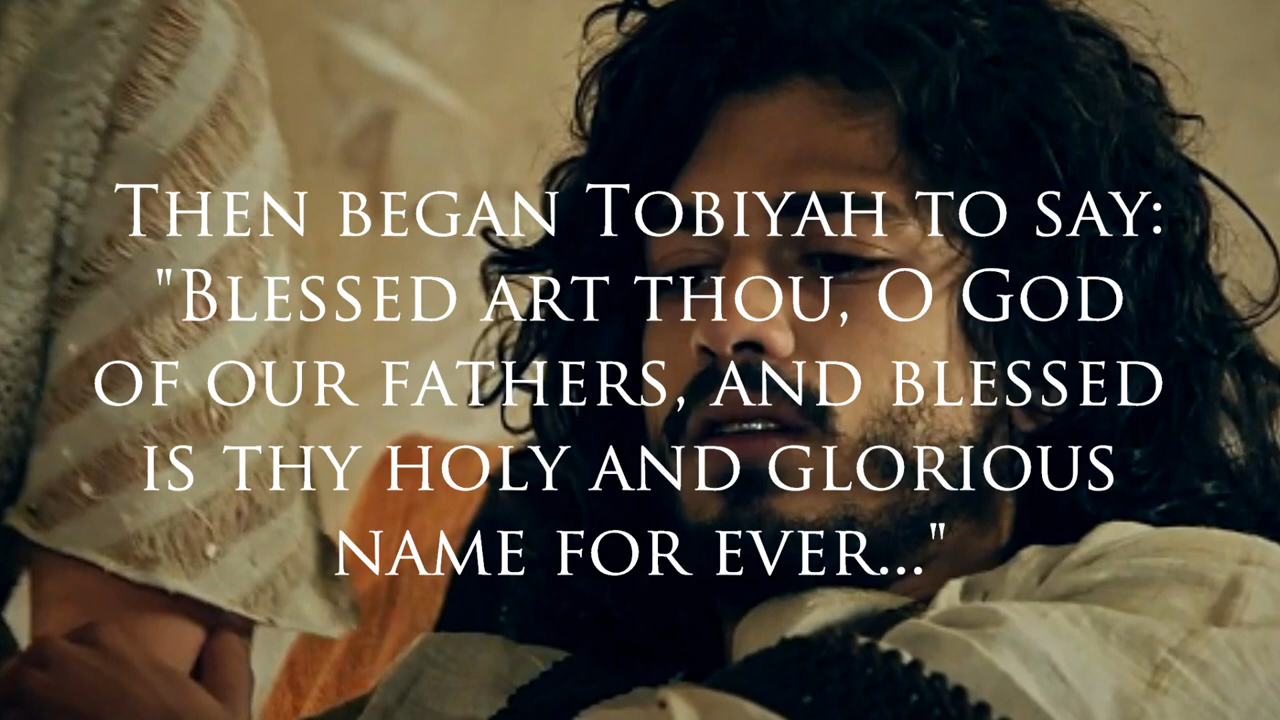 Then began Tobiyah to say:
"Blessed art thou, O God
of our fathers, and blessed
is thy holy and glorious
name for ever..."